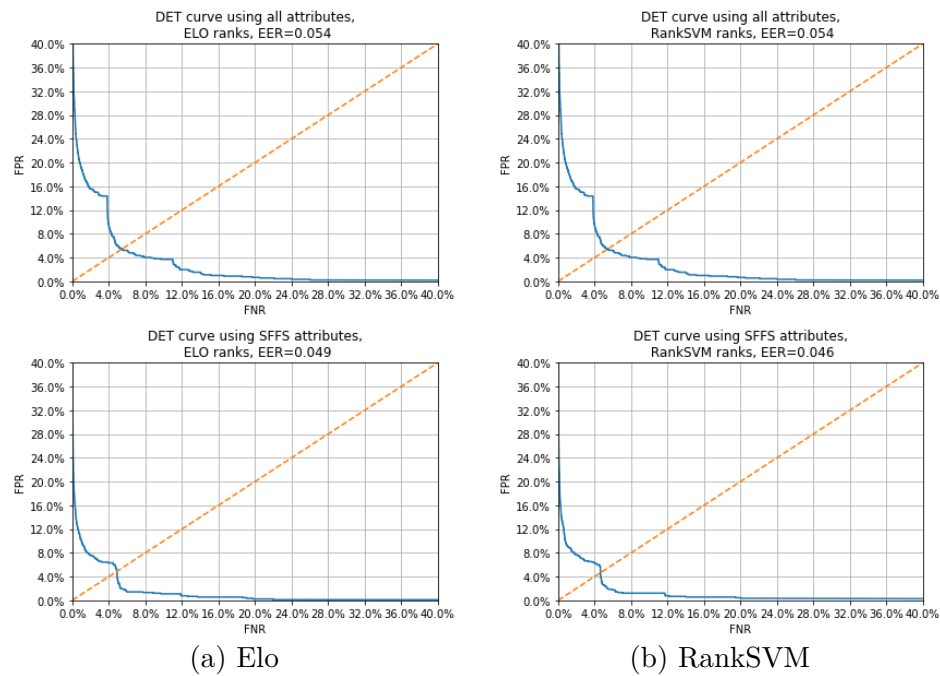 DET curve using all attributes,
ELO ranks, EER=0.054
40.0%
36.0%
32.0%
28.0%
24.0%
20.0%
16.0%
12.0%
8.0%
4.0%
0.0%
FPR
0.0% 4.0% 8.0% 12.0% 16.0% 20.0% 24.0% 28.0% 32.0% 36.0% 40.0%
FNR
DET curve using all attributes,
RankSVM ranks, EER=0.054
40.0%
36.0%
32.0%
28.0%
24.0%
20.0%
16.0%
12.0%
8.0%
4.0%
0.0%
FPR
0.0% 4.0% 8.0% 12.0% 16.0% 20.0% 24.0% 28.0% 32.0% 36.0% 40.0%
FNR
DET curve using SFFS attributes,
ELO ranks, EER=0.049
40.0%
36.0%
32.0%
28.0%
24.0%
20.0%
16.0%
12.0%
8.0%
4.0%
0.0%
FPR
0.0% 4.0% 8.0% 12.0% 16.0% 20.0% 24.0% 28.0% 32.0% 36.0% 40.0%
FNR
DET curve using SFFS attributes,
RankSVM ranks, EER=0.046
40.0%
36.0%
32.0%
28.0%
24.0%
20.0%
16.0%
12.0%
8.0%
4.0%
0.0%
FPR
0.0% 4.0% 8.0% 12.0% 16.0% 20.0% 24.0% 28.0% 32.0% 36.0% 40.0%
FNR
(a) Elo
(b) RankSVM